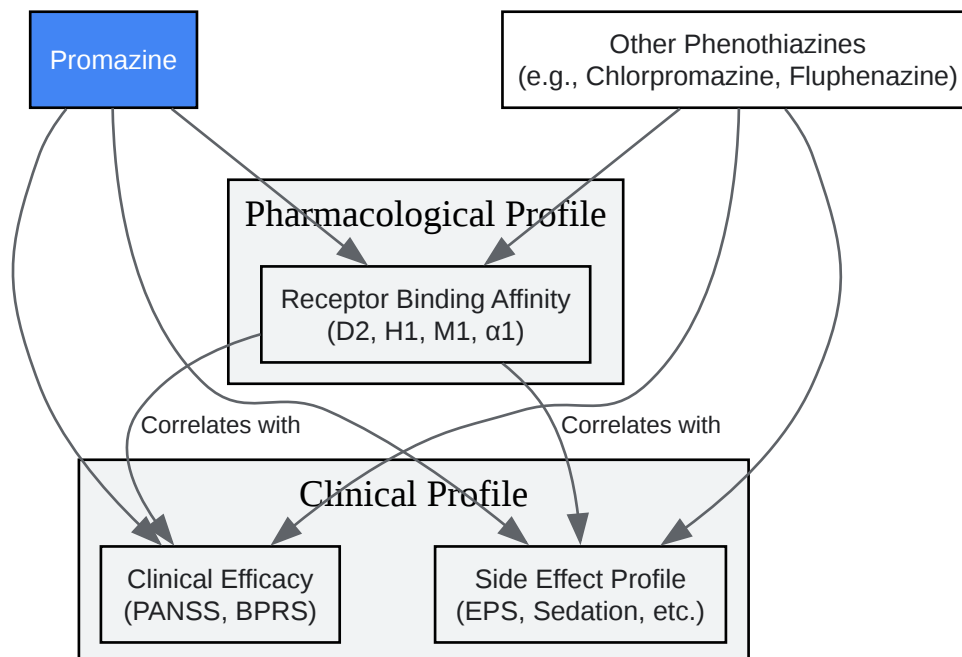 Promazine
Other Phenothiazines
(e.g., Chlorpromazine, Fluphenazine)
Pharmacological Profile
Receptor Binding Affinity
(D2, H1, M1, α1)
Correlates with
Correlates with
Clinical Profile
Clinical Efficacy
(PANSS, BPRS)
Side Effect Profile
(EPS, Sedation, etc.)